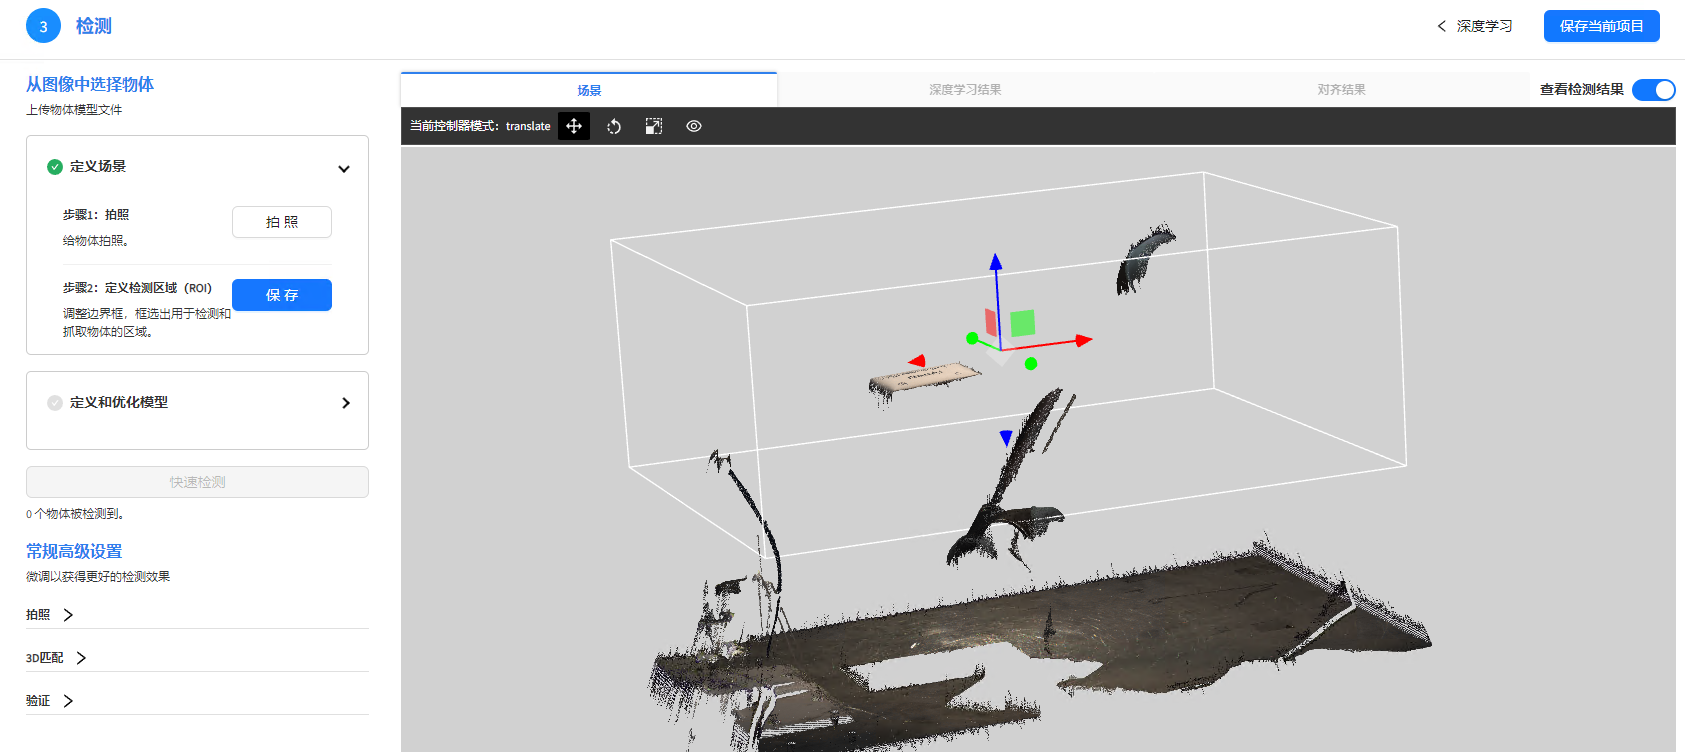 3 检测
深度学习
保存当前项目
从图像中选择物体
上传物体模型文件
定义场景
步骤1：拍照
给物体拍照。
拍 照
步骤2：定义检测区域（ROI）
调整边界框，框选出用于检测和
抓取物体的区域。
保 存
定义和优化模型
快速检测
0 个物体被检测到。
常规高级设置
微调以获得更好的检测效果
拍照
3D匹配
验证
场景
深度学习结果
对齐结果
查看检测结果
当前控制器模式：translate